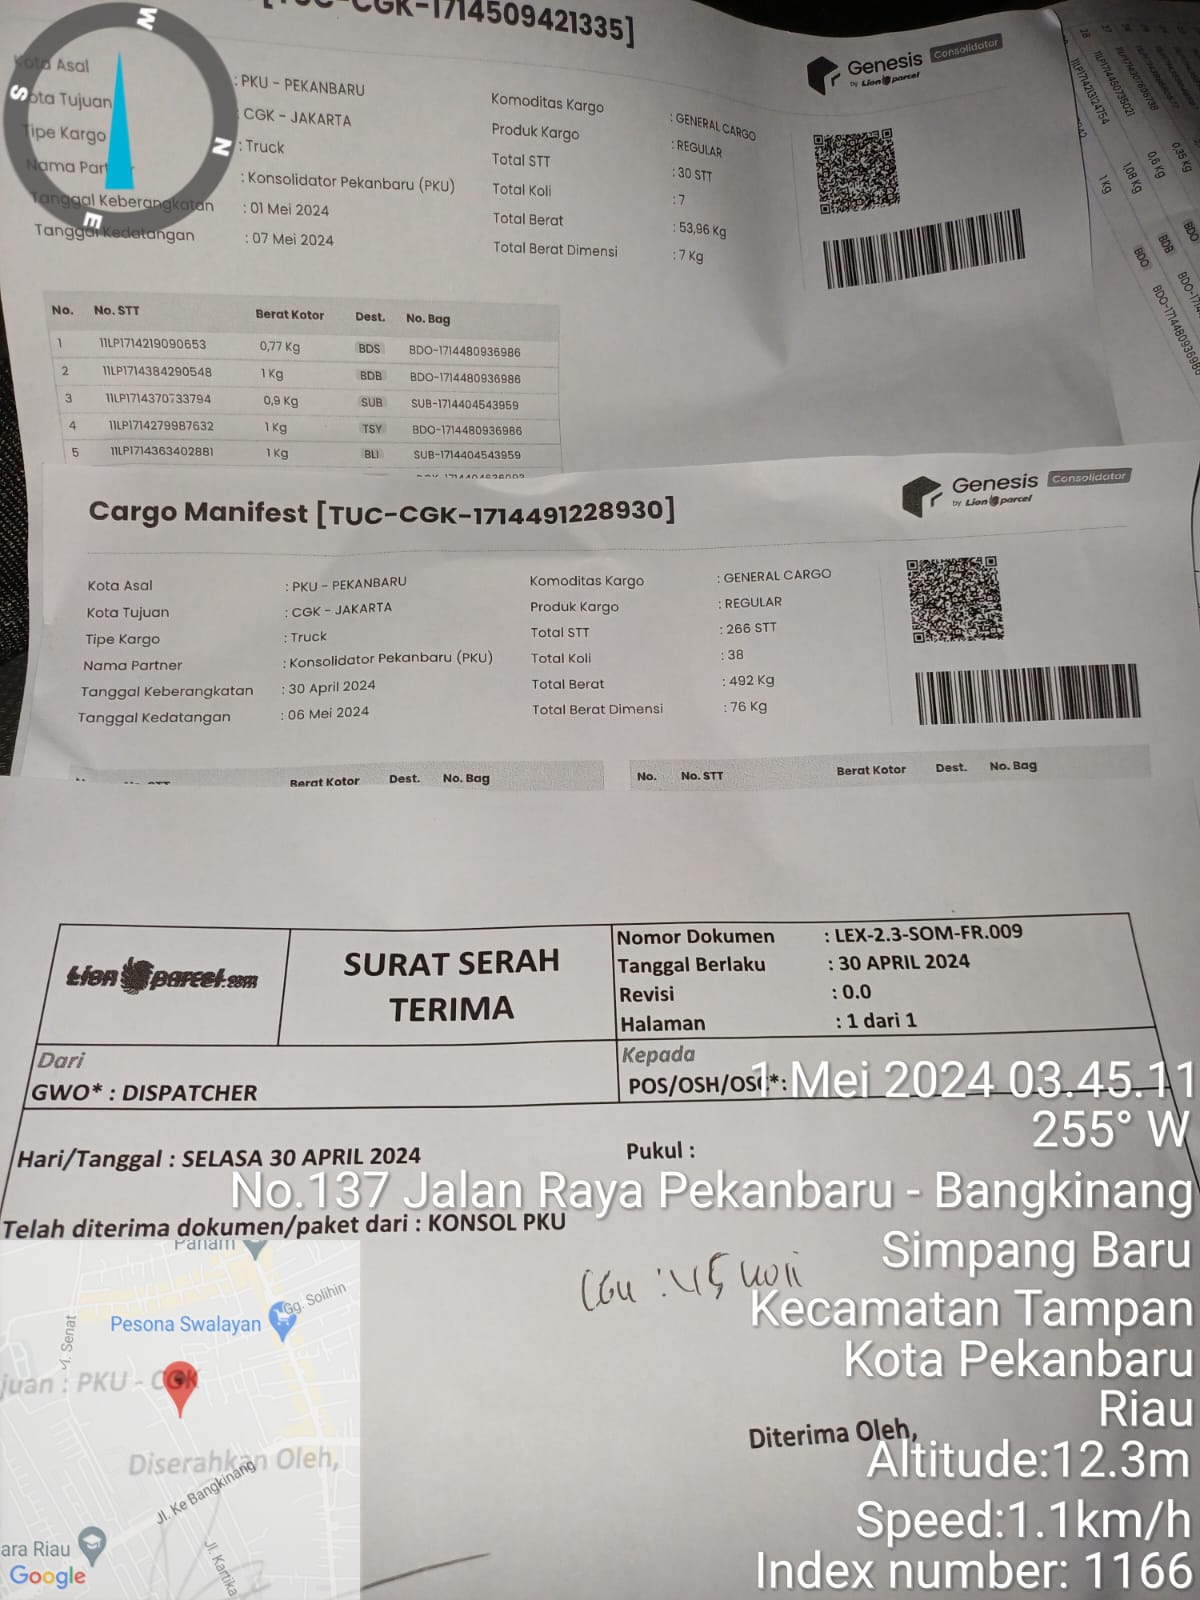 [TUC-CGK-1714509421335]
Genesis Consolidator
by Lion parcel
Kota Asal : PKU - PEKANBARU
Kota Tujuan : CGK - JAKARTA
Tipe Kargo : Truck
Nama Part : Konsolidator Pekanbaru (PKU)
Tanggal Keberangkatan : 01 Mei 2024
Tanggal Kedatangan : 07 Mei 2024
Komoditas Kargo : GENERAL CARGO
Produk Kargo : REGULAR
Total STT : 30 STT
Total Koli : 7
Total Berat : 53,96 Kg
Total Berat Dimensi : 7 Kg
W
S
N
E
No. No. STT Berat Kotor Dest. No. Bag
1 11LP1714219090653 0,77 Kg BDS BDO-1714480936986
2 11LP1714384290548 1 Kg BDB BDO-1714480936986
3 11LP1714370733794 0,9 Kg SUB SUB-1714404543959
4 11LP1714279987632 1 Kg TSY BDO-1714480936986
5 11LP1714363402881 1 Kg BLI SUB-1714404543959
28 11LP1714213124754 1 Kg BDO BDO-1714480936986
27 11LP1714460735021 1,08 Kg BDB
0,6 Kg BDO
0,35 Kg
Cargo Manifest [TUC-CGK-1714491228930]
Genesis Consolidator
by Lion parcel
Kota Asal : PKU - PEKANBARU
Kota Tujuan : CGK - JAKARTA
Tipe Kargo : Truck
Nama Partner : Konsolidator Pekanbaru (PKU)
Tanggal Keberangkatan : 30 April 2024
Tanggal Kedatangan : 06 Mei 2024
Komoditas Kargo : GENERAL CARGO
Produk Kargo : REGULAR
Total STT : 266 STT
Total Koli : 38
Total Berat : 492 Kg
Total Berat Dimensi : 76 Kg
Berat Kotor Dest. No. Bag
No. No. STT Berat Kotor Dest. No. Bag
Lion parcel.com
SURAT SERAH
TERIMA
Nomor Dokumen : LEX-2.3-SOM-FR.009
Tanggal Berlaku : 30 APRIL 2024
Revisi : 0.0
Halaman : 1 dari 1
Dari
GWO* : DISPATCHER
Kepada
POS/OSH/OSC*:
Hari/Tanggal : SELASA 30 APRIL 2024
Pukul :
Telah diterima dokumen/paket dari : KONSOL PKU
CGK : 45 koli
juan : PKU - CGK
Diserahkan Oleh,
Diterima Oleh,
1 Mei 2024 03.45.11
255° W
No.137 Jalan Raya Pekanbaru - Bangkinang
Simpang Baru
Kecamatan Tampan
Kota Pekanbaru
Riau
Altitude:12.3m
Speed:1.1km/h
Index number: 1166
Panam
Gg. Solihin
Pesona Swalayan
Jl. Senat
Jl. Ke Bangkinang
Jl. Kartika
ara Riau
Google